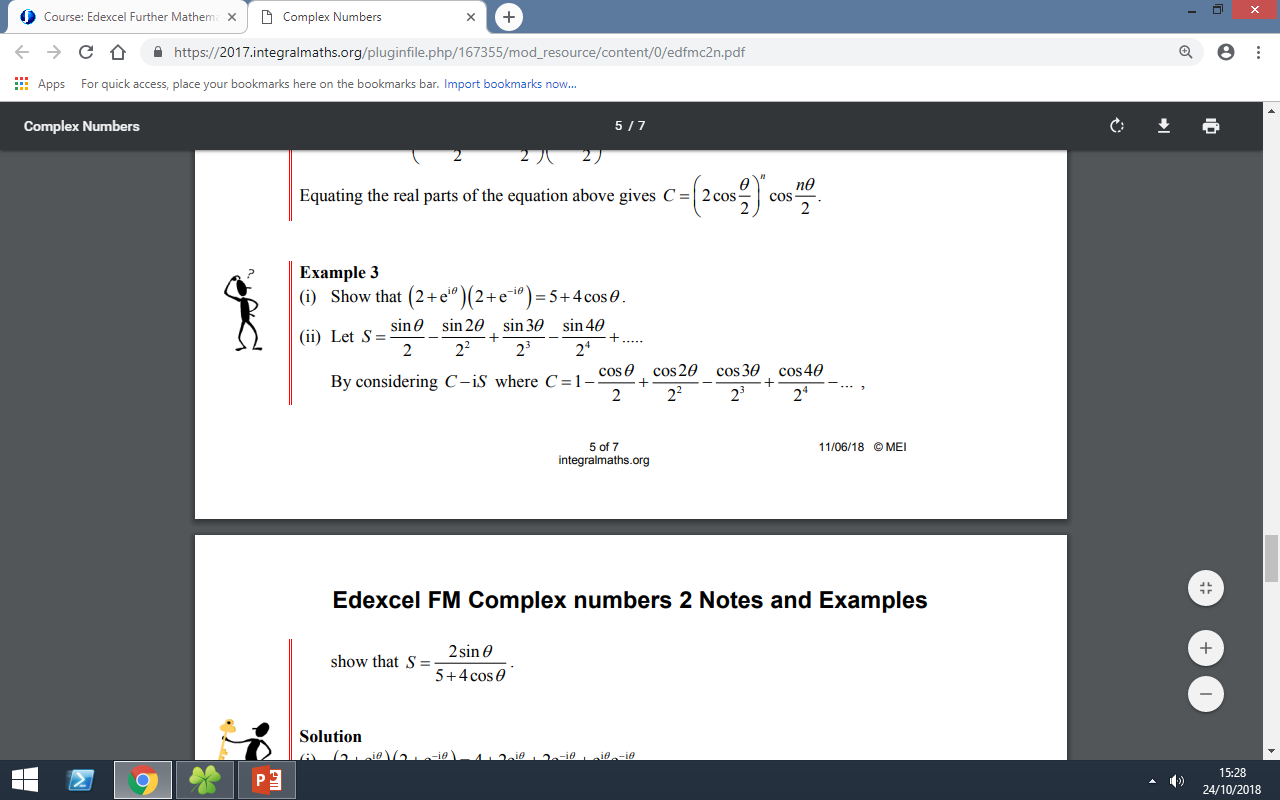 Course: Edexcel Further Mathema
Complex Numbers
https://2017.integralmaths.org/pluginfile.php/167355/mod_resource/content/0/edfmc2n.pdf
Apps For quick access, place your bookmarks here on the bookmarks bar. Import bookmarks now...
Complex Numbers 5 / 7
Equating the real parts of the equation above gives C = (2cos θ/2)^n cos nθ/2.
?
Example 3
(i) Show that (2+e^{iθ})(2+e^{−iθ}) = 5+4cosθ.
(ii) Let S = sinθ/2 − sin2θ/2² + sin3θ/2³ − sin4θ/2⁴ + .....
By considering C−iS where C = 1 − cosθ/2 + cos2θ/2² − cos3θ/2³ + cos4θ/2⁴ − ... ,
5 of 7 11/06/18 © MEI
integralmaths.org
Edexcel FM Complex numbers 2 Notes and Examples
show that S = 2sinθ/(5+4cosθ).
Solution
15:28
24/10/2018